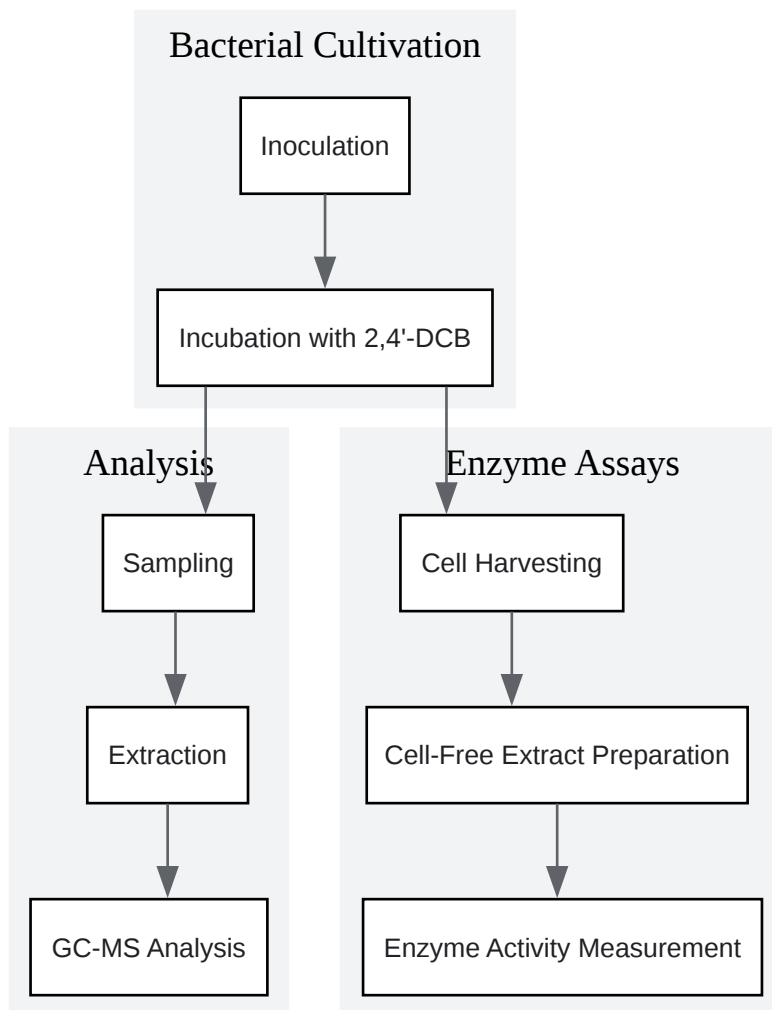 Bacterial Cultivation
Inoculation
Incubation with 2,4'-DCB
Analysis
Enzyme Assays
Sampling
Cell Harvesting
Extraction
Cell-Free Extract Preparation
GC-MS Analysis
Enzyme Activity Measurement